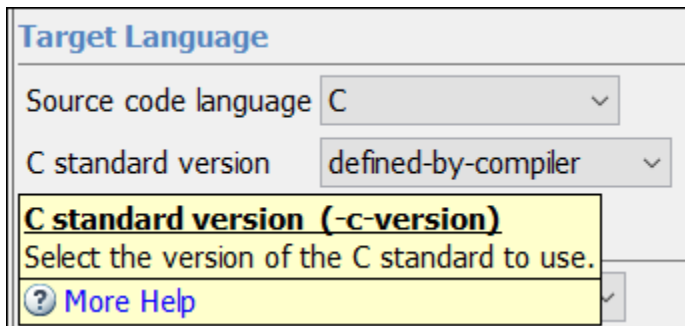 Target Language
Source code language C
C standard version defined-by-compiler
C standard version (-c-version)
Select the version of the C standard to use.
? More Help